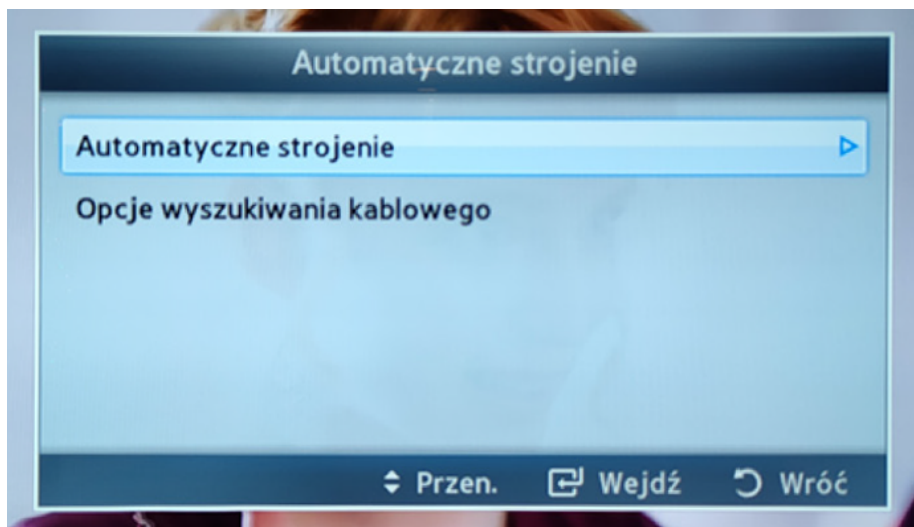 Automatyczne strojenie
Automatyczne strojenie
Opcje wyszukiwania kablowego
Przen. Wejdź Wróć